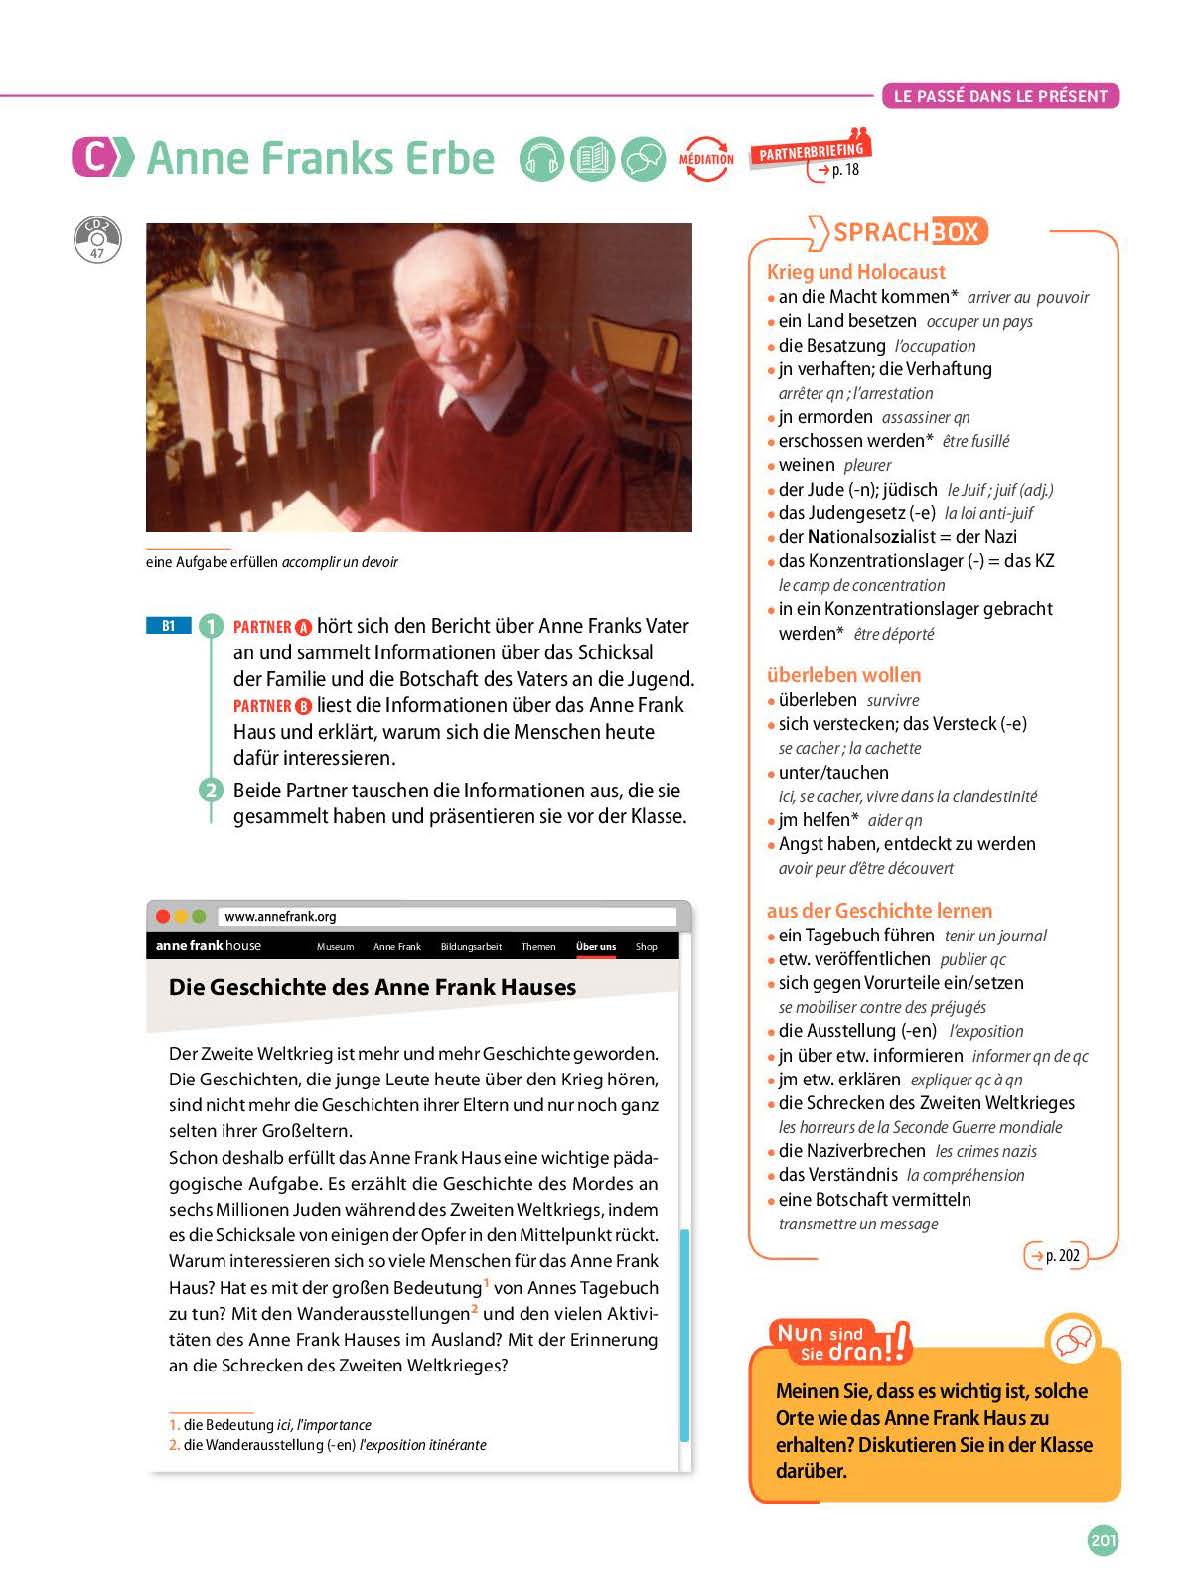 LE PASSÉ DANS LE PRÉSENT
C Anne Franks Erbe
MÉDIATION
PARTNERBRIEFING
→ p. 18
CD 2
47
eine Aufgabe erfüllen accomplir un devoir
B1
1 PARTNER A hört sich den Bericht über Anne Franks Vater
an und sammelt Informationen über das Schicksal
der Familie und die Botschaft des Vaters an die Jugend.
PARTNER B liest die Informationen über das Anne Frank
Haus und erklärt, warum sich die Menschen heute
dafür interessieren.
2 Beide Partner tauschen die Informationen aus, die sie
gesammelt haben und präsentieren sie vor der Klasse.
www.annefrank.org
anne frank house Museum Anne Frank Bildungsarbeit Themen Über uns Shop
Die Geschichte des Anne Frank Hauses
Der Zweite Weltkrieg ist mehr und mehr Geschichte geworden.
Die Geschichten, die junge Leute heute über den Krieg hören,
sind nicht mehr die Geschichten ihrer Eltern und nur noch ganz
selten ihrer Großeltern.
Schon deshalb erfüllt das Anne Frank Haus eine wichtige päda-
gogische Aufgabe. Es erzählt die Geschichte des Mordes an
sechs Millionen Juden während des Zweiten Weltkriegs, indem
es die Schicksale von einigen der Opfer in den Mittelpunkt rückt.
Warum interessieren sich so viele Menschen für das Anne Frank
Haus? Hat es mit der großen Bedeutung1 von Annes Tagebuch
zu tun? Mit den Wanderausstellungen2 und den vielen Aktivi-
täten des Anne Frank Hauses im Ausland? Mit der Erinnerung
an die Schrecken des Zweiten Weltkrieges?
1. die Bedeutung ici, l'importance
2. die Wanderausstellung (-en) l'exposition itinérante
SPRACHBOX
Krieg und Holocaust
• an die Macht kommen* arriver au pouvoir
• ein Land besetzen occuper un pays
• die Besatzung l'occupation
• jn verhaften; die Verhaftung
arrêter qn ; l'arrestation
• jn ermorden assassiner qn
• erschossen werden* être fusillé
• weinen pleurer
• der Jude (-n); jüdisch le Juif ; juif (adj.)
• das Judengesetz (-e) la loi anti-juif
• der Nationalsozialist = der Nazi
• das Konzentrationslager (-) = das KZ
le camp de concentration
• in ein Konzentrationslager gebracht
werden* être déporté
überleben wollen
• überleben survivre
• sich verstecken; das Versteck (-e)
se cacher ; la cachette
• unter/tauchen
ici, se cacher, vivre dans la clandestinité
• jm helfen* aider qn
• Angst haben, entdeckt zu werden
avoir peur d'être découvert
aus der Geschichte lernen
• ein Tagebuch führen tenir un journal
• etw. veröffentlichen publier qc
• sich gegen Vorurteile ein/setzen
se mobiliser contre des préjugés
• die Ausstellung (-en) l'exposition
• jn über etw. informieren informer qn de qc
• jm etw. erklären expliquer qc à qn
• die Schrecken des Zweiten Weltkrieges
les horreurs de la Seconde Guerre mondiale
• die Naziverbrechen les crimes nazis
• das Verständnis la compréhension
• eine Botschaft vermitteln
transmettre un message
→ p. 202
Nun sind
Sie dran!!
Meinen Sie, dass es wichtig ist, solche
Orte wie das Anne Frank Haus zu
erhalten? Diskutieren Sie in der Klasse
darüber.
201